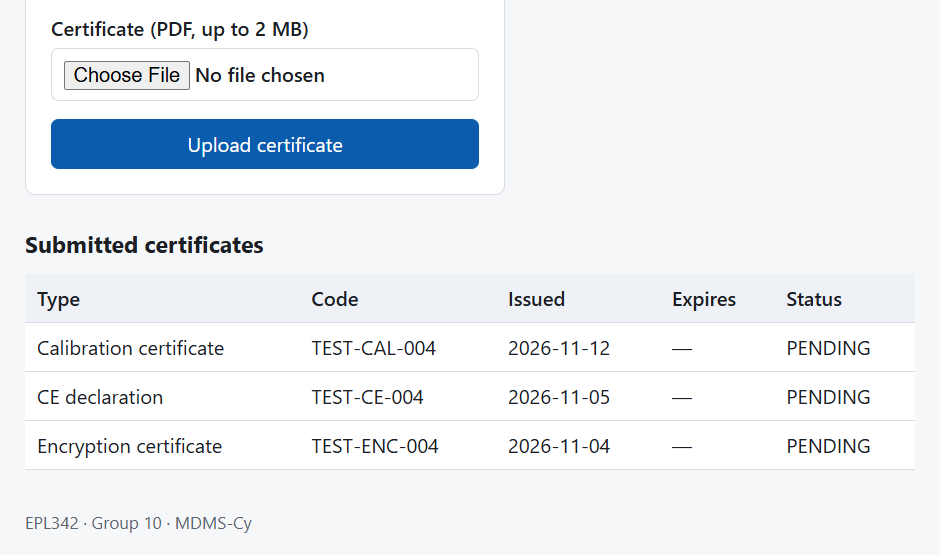 Certificate (PDF, up to 2 MB)
Choose File No file chosen
Upload certificate
Submitted certificates
Type Code Issued Expires Status
Calibration certificate TEST-CAL-004 2026-11-12 — PENDING
CE declaration TEST-CE-004 2026-11-05 — PENDING
Encryption certificate TEST-ENC-004 2026-11-04 — PENDING
EPL342 · Group 10 · MDMS-Cy